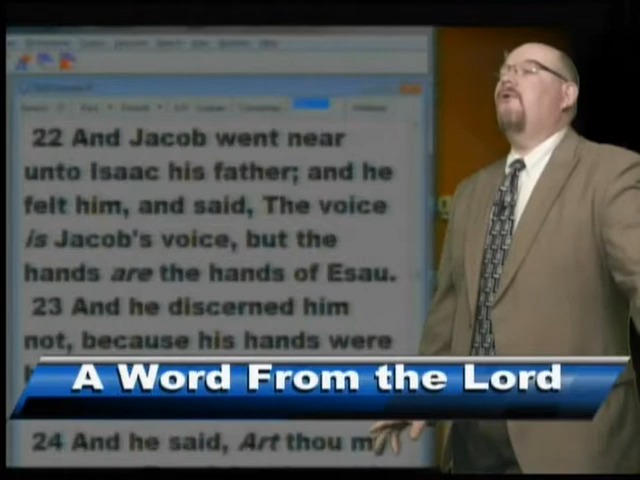 22 And Jacob went near
unto Isaac his father; and he
felt him, and said, The voice
is Jacob's voice, but the
hands are the hands of Esau.
23 And he discerned him
not, because his hands were
A Word From the Lord
24 And he said, Art thou